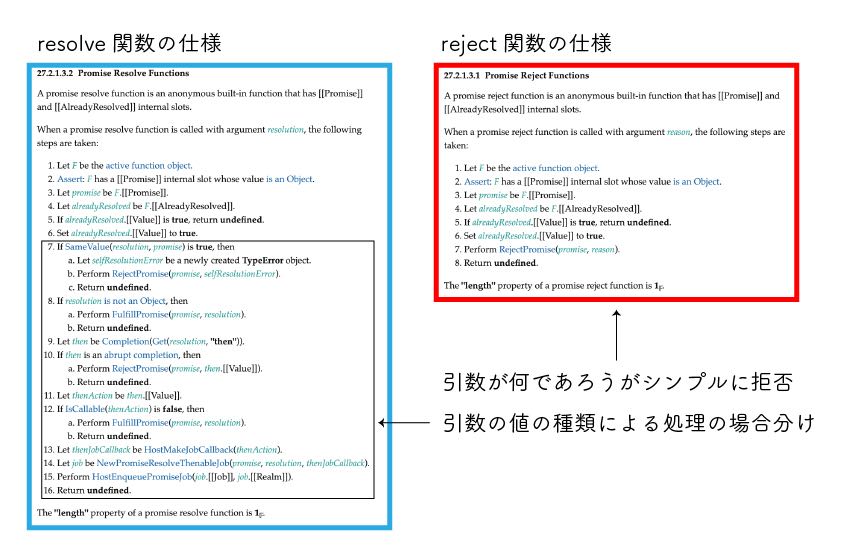 resolve 関数の仕様
27.2.1.3.2 Promise Resolve Functions
A promise resolve function is an anonymous built-in function that has [[Promise]]
and [[AlreadyResolved]] internal slots.
When a promise resolve function is called with argument resolution, the following
steps are taken:
1. Let F be the active function object.
2. Assert: F has a [[Promise]] internal slot whose value is an Object.
3. Let promise be F.[[Promise]].
4. Let alreadyResolved be F.[[AlreadyResolved]].
5. If alreadyResolved.[[Value]] is true, return undefined.
6. Set alreadyResolved.[[Value]] to true.
7. If SameValue(resolution, promise) is true, then
a. Let selfResolutionError be a newly created TypeError object.
b. Perform RejectPromise(promise, selfResolutionError).
c. Return undefined.
8. If resolution is not an Object, then
a. Perform FulfillPromise(promise, resolution).
b. Return undefined.
9. Let then be Completion(Get(resolution, "then")).
10. If then is an abrupt completion, then
a. Perform RejectPromise(promise, then.[[Value]]).
b. Return undefined.
11. Let thenAction be then.[[Value]].
12. If IsCallable(thenAction) is false, then
a. Perform FulfillPromise(promise, resolution).
b. Return undefined.
13. Let thenJobCallback be HostMakeJobCallback(thenAction).
14. Let job be NewPromiseResolveThenableJob(promise, resolution, thenJobCallback).
15. Perform HostEnqueuePromiseJob(job.[[Job]], job.[[Realm]]).
16. Return undefined.
The "length" property of a promise resolve function is 1𝔽.
reject 関数の仕様
27.2.1.3.1 Promise Reject Functions
A promise reject function is an anonymous built-in function that has [[Promise]] and
[[AlreadyResolved]] internal slots.
When a promise reject function is called with argument reason, the following steps are
taken:
1. Let F be the active function object.
2. Assert: F has a [[Promise]] internal slot whose value is an Object.
3. Let promise be F.[[Promise]].
4. Let alreadyResolved be F.[[AlreadyResolved]].
5. If alreadyResolved.[[Value]] is true, return undefined.
6. Set alreadyResolved.[[Value]] to true.
7. Perform RejectPromise(promise, reason).
8. Return undefined.
The "length" property of a promise reject function is 1𝔽.
引数が何であろうがシンプルに拒否
引数の値の種類による処理の場合分け